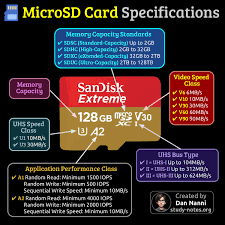 MicroSD Card Specifications
Memory Capacity Standards
SDSC (Standard-Capacity) Up to 2GB
SDHC (High-Capacity) 2GB to 32GB
SDXC (eXtended-Capacity) 32GB to 2TB
SDUC (Ultra-Capacity) 2TB to 128TB
Memory
Capacity
Video Speed
Class
V6 6MB/s
V10 10MB/s
V30 30MB/s
V60 60MB/s
V90 90MB/s
SanDisk
Extreme
128GB
micro
SD
XC
I
V30
U
3
A2
UHS Speed
Class
U1 10MB/s
U3 30MB/s
UHS Bus Type
I = UHS-I Up to 104MB/s
II = UHS-II Up to 312MB/s
III = UHS-III Up to 624MB/s
Application Performance Class
A1 Random Read: Minimum 1500 IOPS
Random Write: Minimum 500 IOPS
Sequential Write Speed: Minimum 10MB/s
A2 Random Read: Minimum 4000 IOPS
Random Write: Minimum 2000 IOPS
Sequential Write Speed: Minimum 10MB/s
Created by
Dan Nanni
study-notes.org